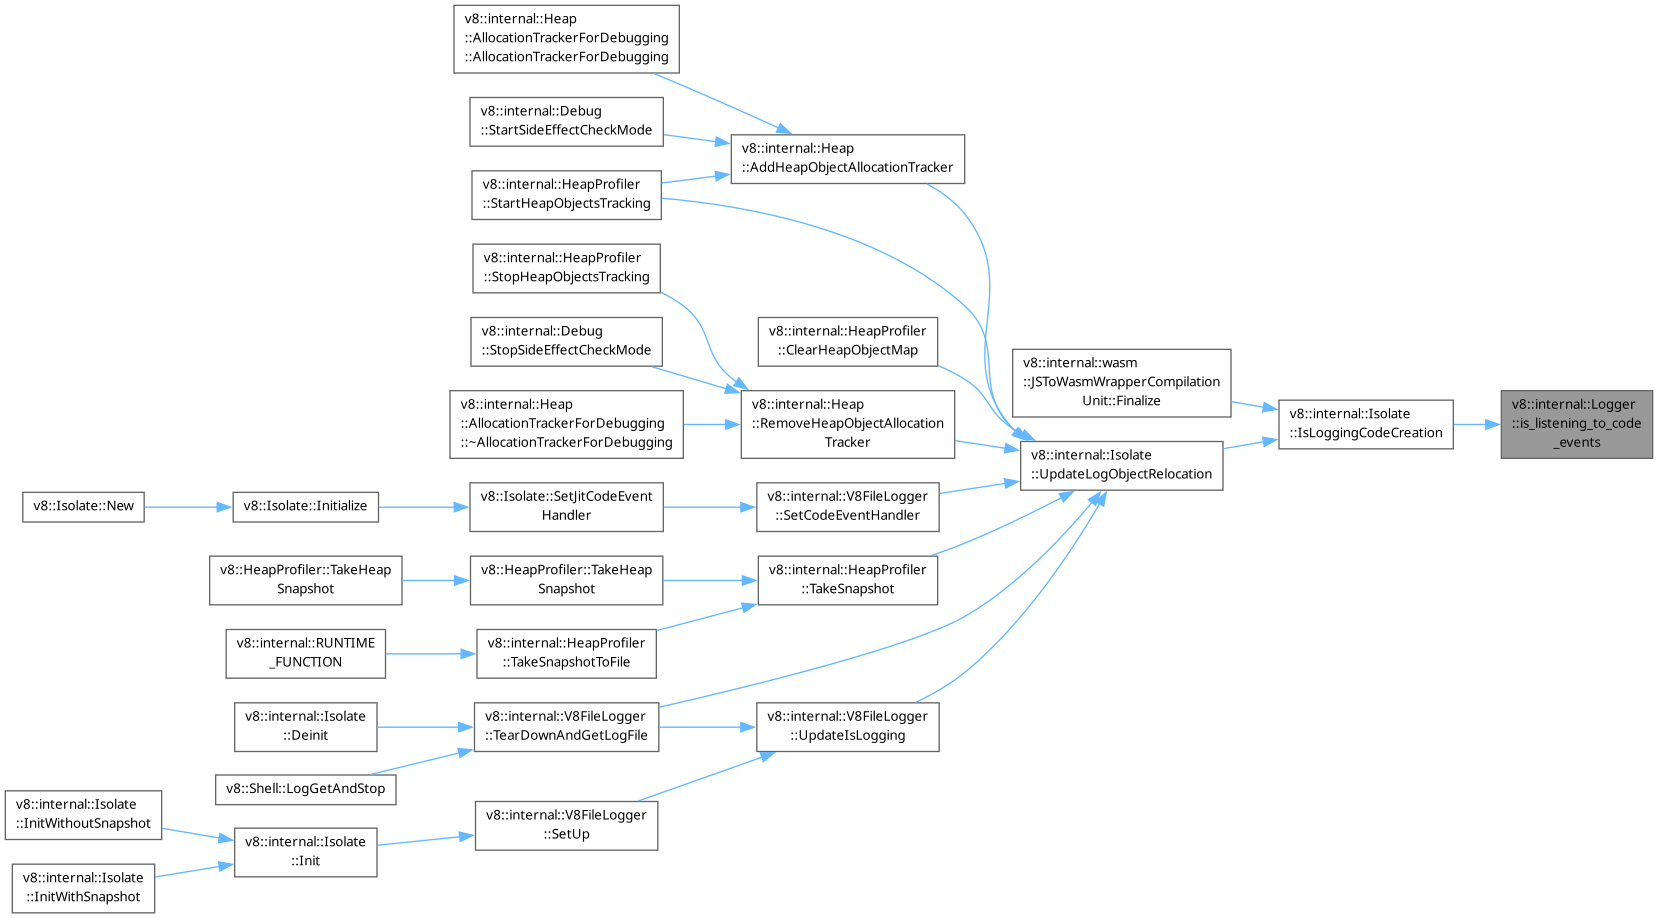 v8::internal::Heap
::AllocationTrackerForDebugging
::AllocationTrackerForDebugging
v8::internal::Debug
::StartSideEffectCheckMode
v8::internal::Heap
::AddHeapObjectAllocationTracker
v8::internal::HeapProfiler
::StartHeapObjectsTracking
v8::internal::HeapProfiler
::StopHeapObjectsTracking
v8::internal::Debug
::StopSideEffectCheckMode
v8::internal::HeapProfiler
::ClearHeapObjectMap
v8::internal::wasm
::JSToWasmWrapperCompilation
Unit::Finalize
v8::internal::Heap
::AllocationTrackerForDebugging
::~AllocationTrackerForDebugging
v8::internal::Heap
::RemoveHeapObjectAllocation
Tracker
v8::internal::Isolate
::IsLoggingCodeCreation
v8::internal::Logger
::is_listening_to_code
_events
v8::internal::Isolate
::UpdateLogObjectRelocation
v8::Isolate::New
v8::Isolate::Initialize
v8::Isolate::SetJitCodeEvent
Handler
v8::internal::V8FileLogger
::SetCodeEventHandler
v8::HeapProfiler::TakeHeap
Snapshot
v8::HeapProfiler::TakeHeap
Snapshot
v8::internal::HeapProfiler
::TakeSnapshot
v8::internal::RUNTIME
_FUNCTION
v8::internal::HeapProfiler
::TakeSnapshotToFile
v8::internal::Isolate
::Deinit
v8::internal::V8FileLogger
::TearDownAndGetLogFile
v8::internal::V8FileLogger
::UpdateIsLogging
v8::Shell::LogGetAndStop
v8::internal::Isolate
::InitWithoutSnapshot
v8::internal::Isolate
::Init
v8::internal::V8FileLogger
::SetUp
v8::internal::Isolate
::InitWithSnapshot